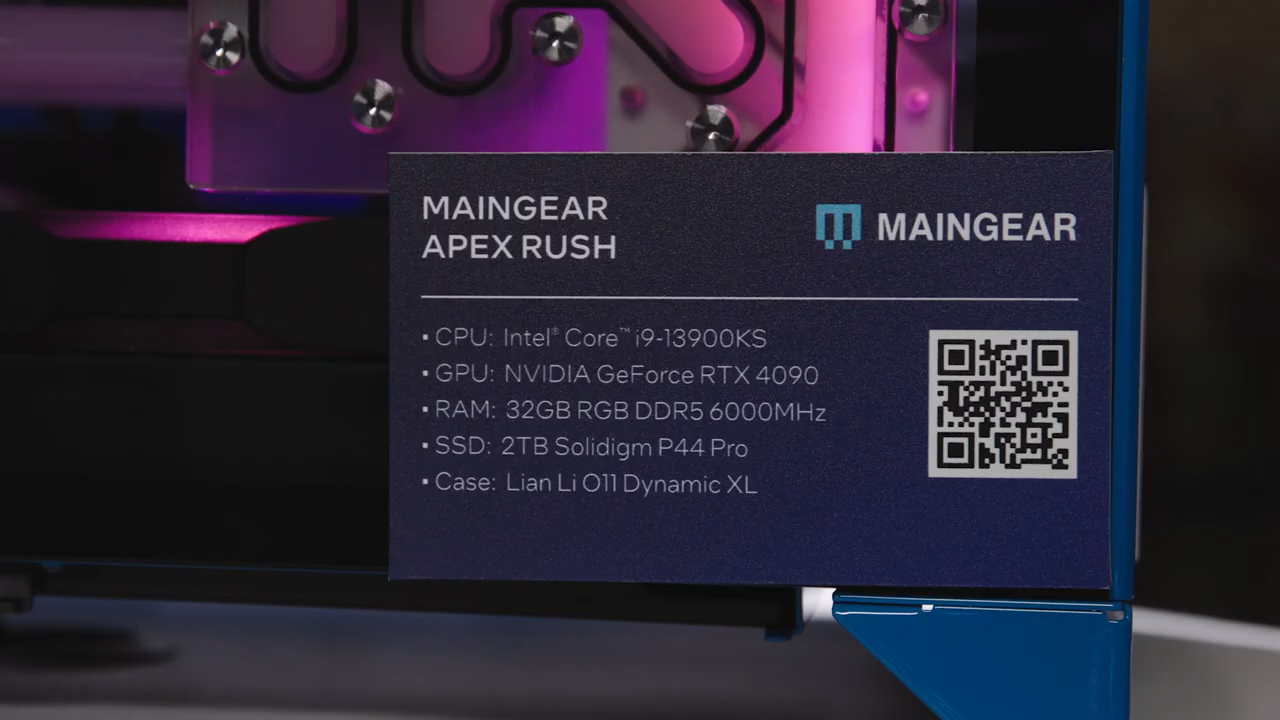 MAINGEAR
APEX RUSH
MAINGEAR
▪ CPU: Intel® Core™ i9-13900KS
▪ GPU: NVIDIA GeForce RTX 4090
▪ RAM: 32GB RGB DDR5 6000MHz
▪ SSD: 2TB Solidigm P44 Pro
▪ Case: Lian Li O11 Dynamic XL